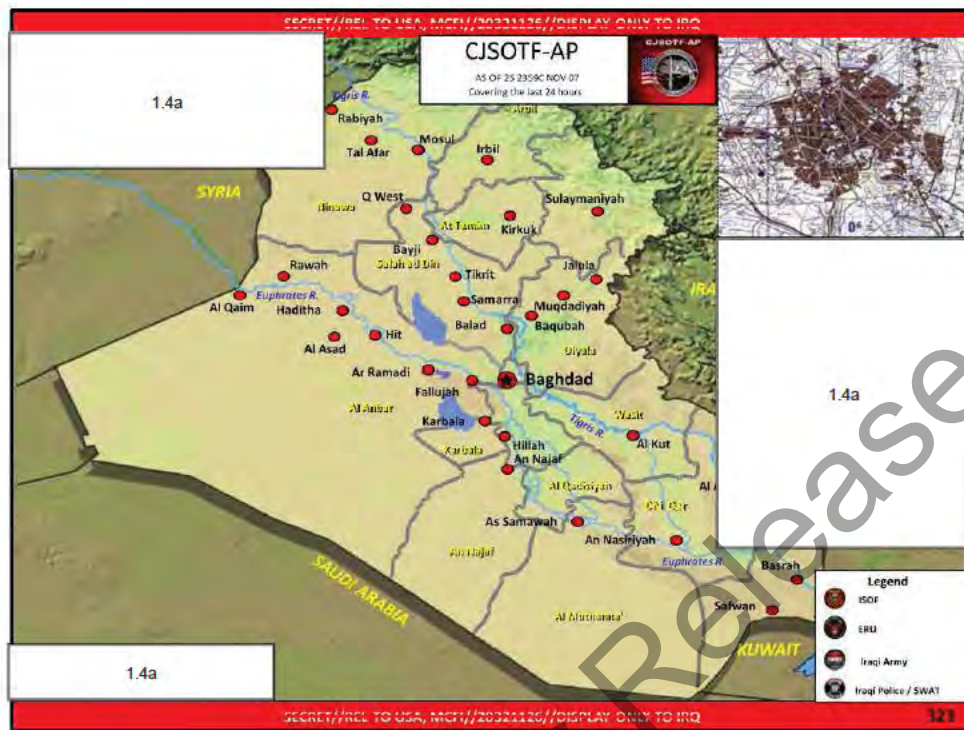 SECRET//REL TO USA, MCFI//20321126//DISPLAY ONLY TO IRQ
CJSOTF-AP
AS OF 25 2359C NOV 07
Covering the last 24 hours
CJSOTF-AP
1.4a
Tigris R.
Rabiyah
Mosul
Irbil
Tal Afar
SYRIA
Q West
Sulaymaniyah
Ninawa
At Tamim
Kirkuk
Bayji
Salah ad Din
Rawah
Tikrit
Jalula
Euphrates R.
Samarra
Muqdadiyah
Al Qaim
Haditha
Balad
Baqubah
Hit
Al Asad
Diyala
Ar Ramadi
Baghdad
1.4a
Fallujah
Al Anbar
Karbala
Wasit
Tigris R.
Al Kut
Hillah
Karbala
An Najaf
Al Qadisiyah
As Samawah
An Nasiriyah
An Najaf
Euphrates R.
SAUDI ARABIA
Basrah
Safwan
KUWAIT
Legend
ISOF
ERU
Iraqi Army
Iraqi Police / SWAT
1.4a
SECRET//REL TO USA, MCFI//20321126//DISPLAY ONLY TO IRQ
323
Release